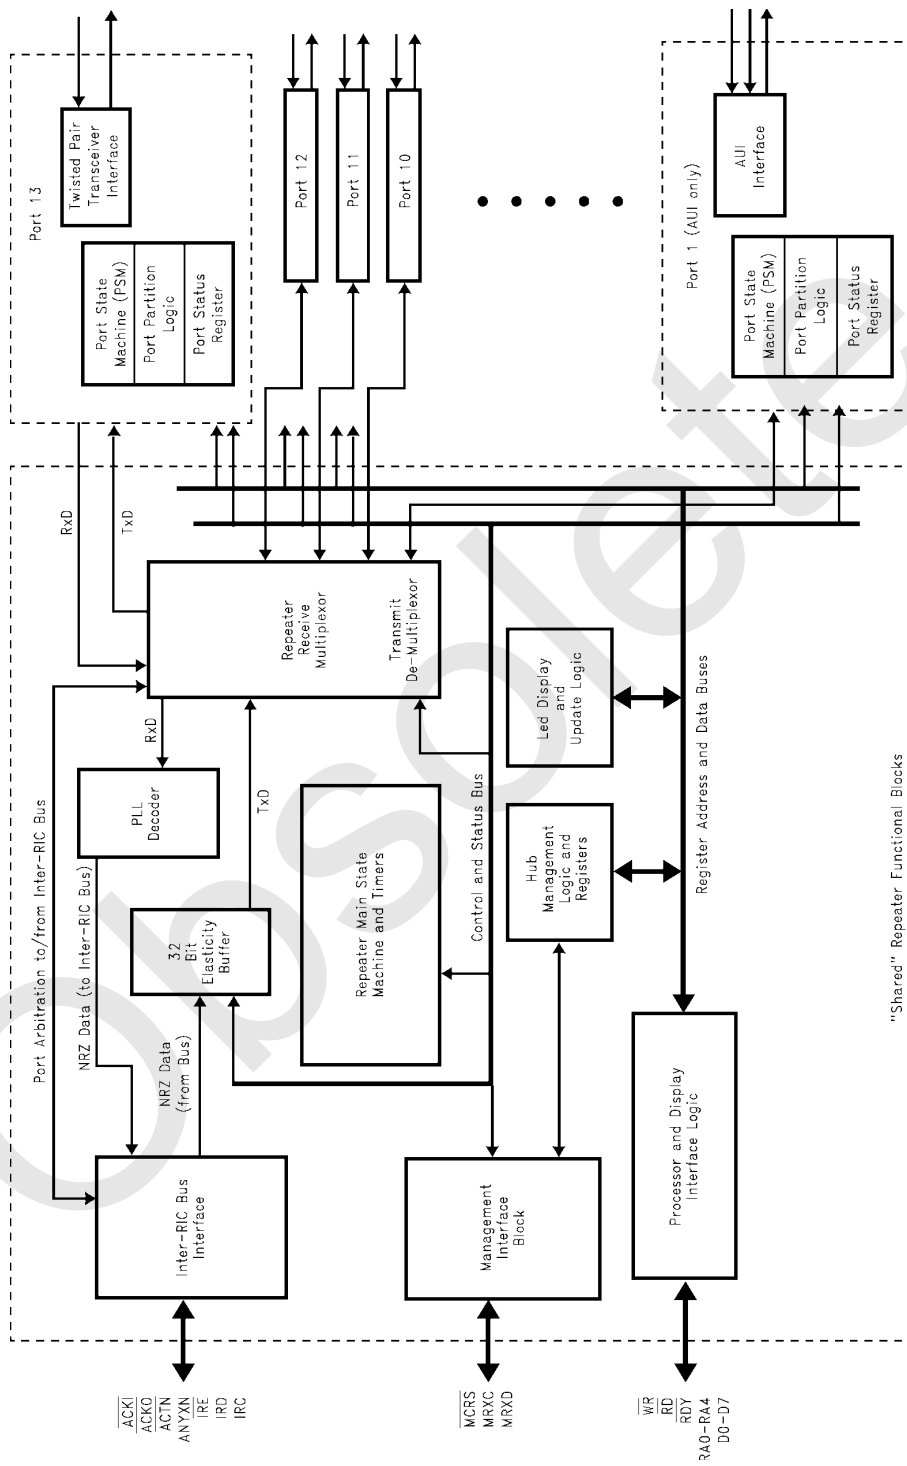 Port 13
Twisted Pair
Transceiver
Interface
Port State
Machine (PSM)
Port Partition
Logic
Port Status
Register
Port 12
Port 11
Port 10
Port 1 (AUI only)
AUI
Interface
Port State
Machine (PSM)
Port Partition
Logic
Port Status
Register
RxD
TxD
Repeater
Receive
Multiplexor
Transmit
De-Multiplexor
RxD
TxD
PLL
Decoder
32
Bit
Elasticity
Buffer
Repeater Main State
Machine and Timers
Control and Status Bus
Led Display
and
Update Logic
Hub
Management
Logic and
Registers
Register Address and Data Buses
"Shared" Repeater Functional Blocks
Port Arbitration to/from Inter-RIC Bus
NRZ Data (to Inter-RIC Bus)
NRZ Data
(from Bus)
Inter-RIC Bus
Interface
Management
Interface
Block
Processor and Display
Interface Logic
ACKI
ACKO
ACTN
ANYXN
IRE
IRD
IRC
MCRS
MRXC
MRXD
WR
RD
RDY
RA0-RA4
D0-D7
Obsolete